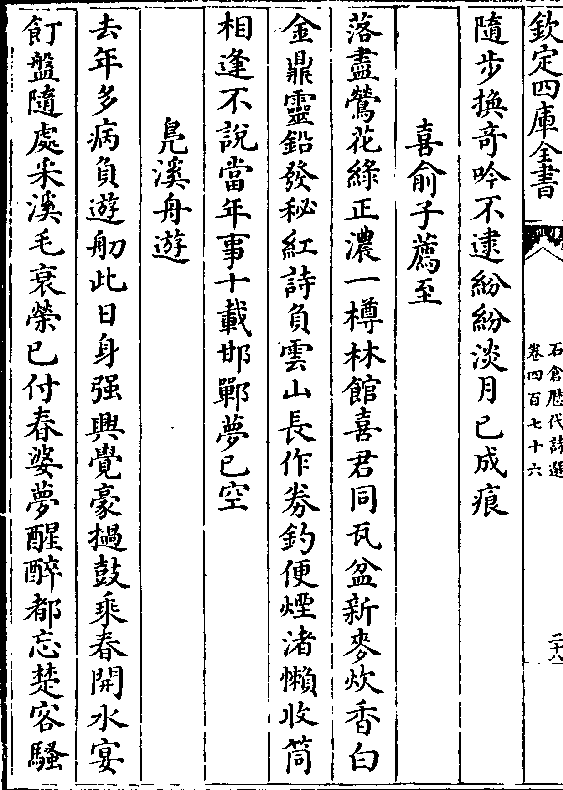 欽定四庫全書
石倉歷代詩選
卷四百七十六
二十八
隨步換奇吟不逮紛紛淡月已成痕
喜俞子薦至
落盡鶯花綠正濃一樽林館喜君同瓦盆新麥炊香白
金鼎靈鉛發秘紅詩負雲山長作券釣便煙渚懶收筒
相逢不說當年事十載邯鄲夢已空
鳧溪舟遊
去年多病負遊舠此日身强興覺豪撾鼓乘春開水宴
飣盤隨處采溪毛衰榮已付春婆夢醒醉都忘楚客騷